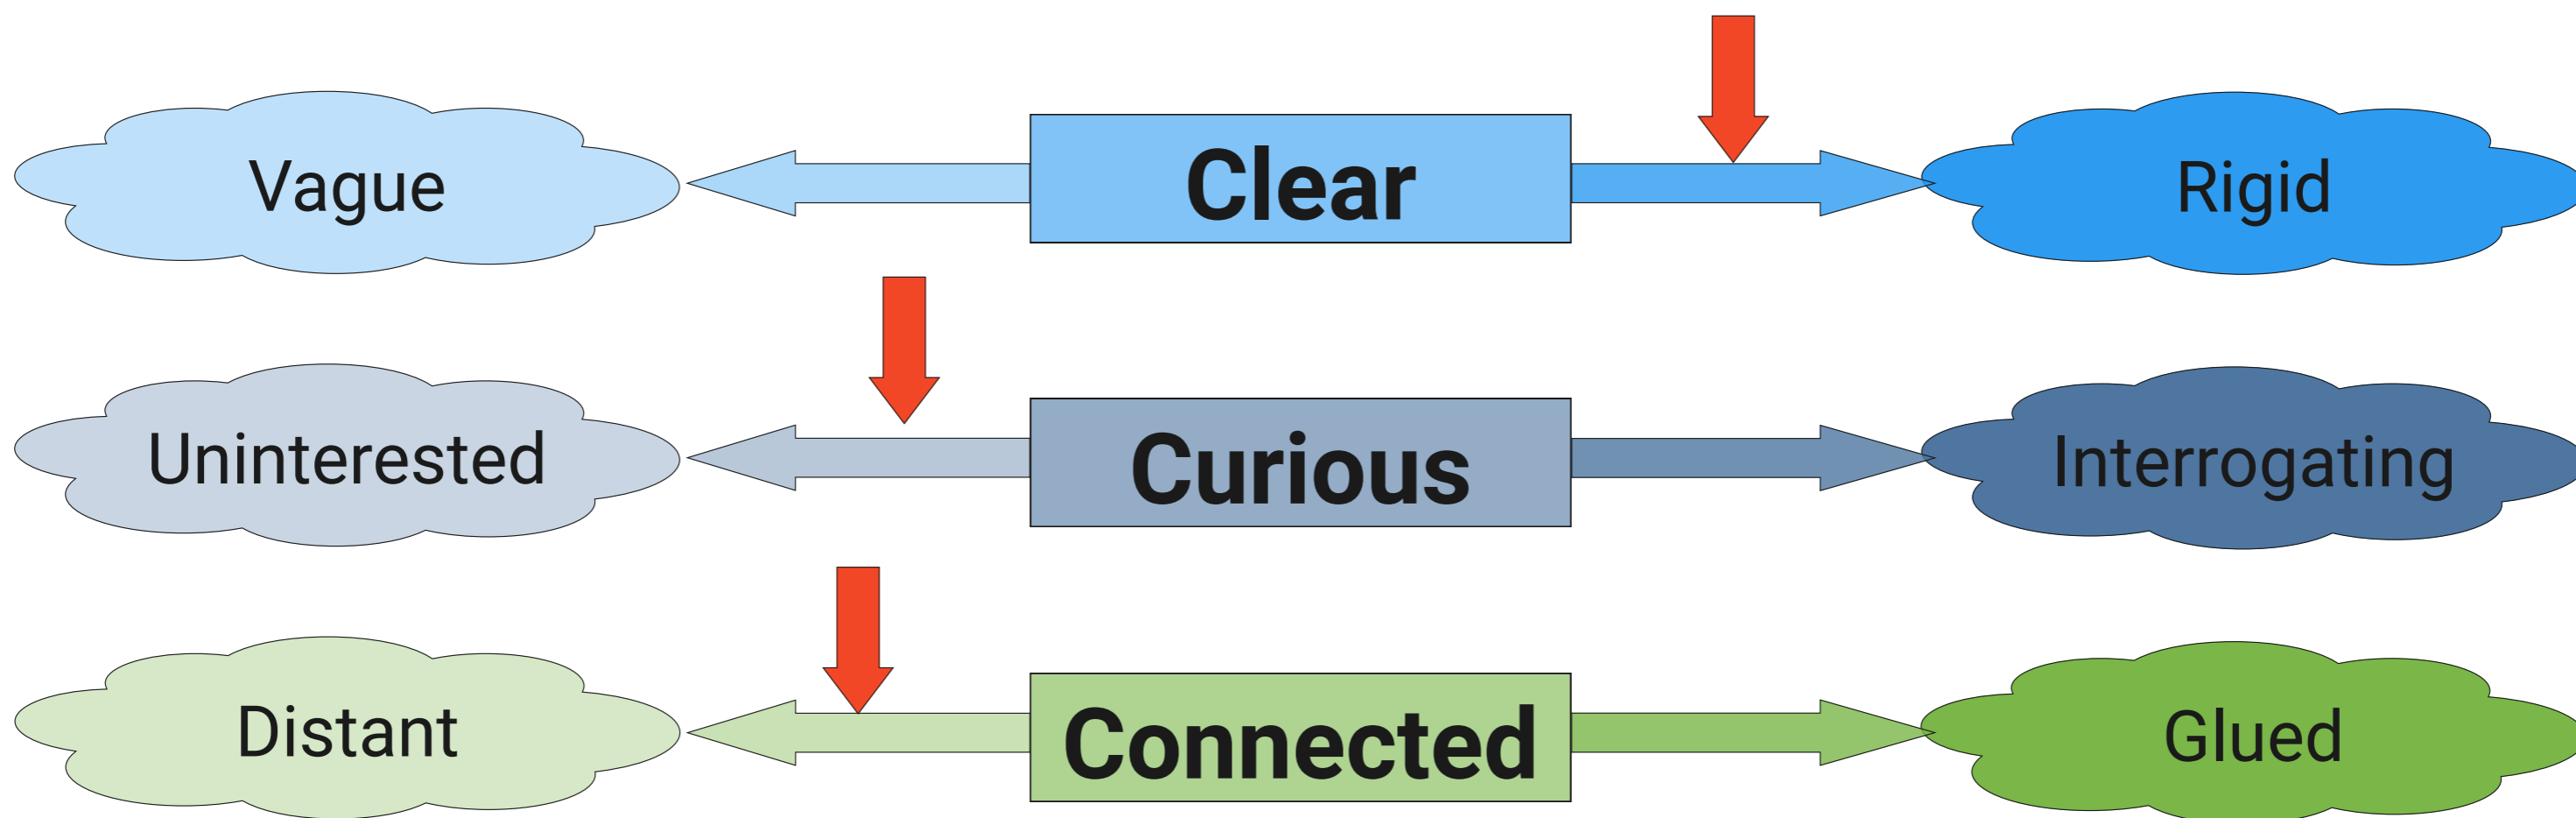 Vague
Clear
Rigid
Uninterested
Curious
Interrogating
Distant
Connected
Glued